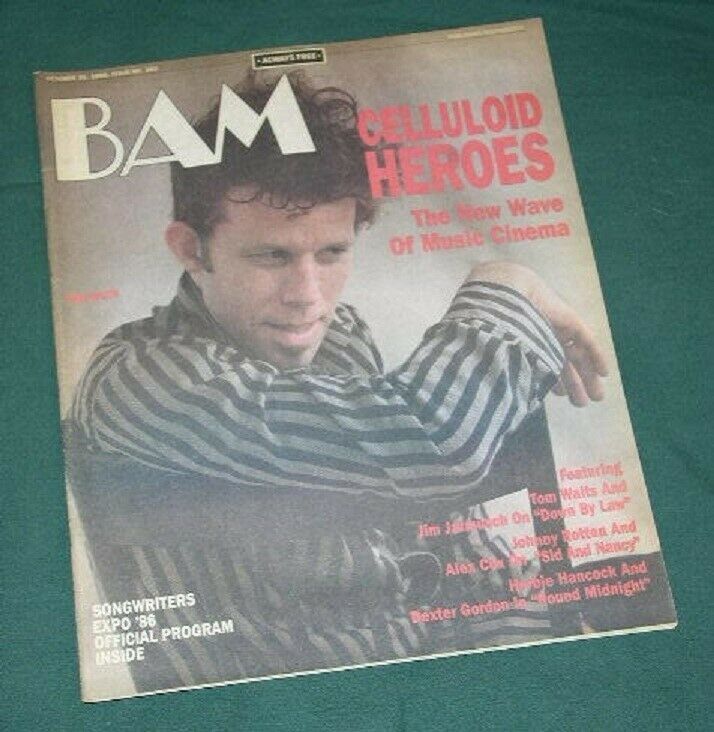 · ALWAYS FREE ·
BAM
CELLULOID
HEROES
The New Wave
Of Music Cinema
Featuring
Tom Waits And
Jim Jarmusch On "Down By Law"
Johnny Rotten And
Alex Cox On "Sid And Nancy"
Herbie Hancock And
Dexter Gordon In "Round Midnight"
SONGWRITERS
EXPO '86
OFFICIAL PROGRAM
INSIDE